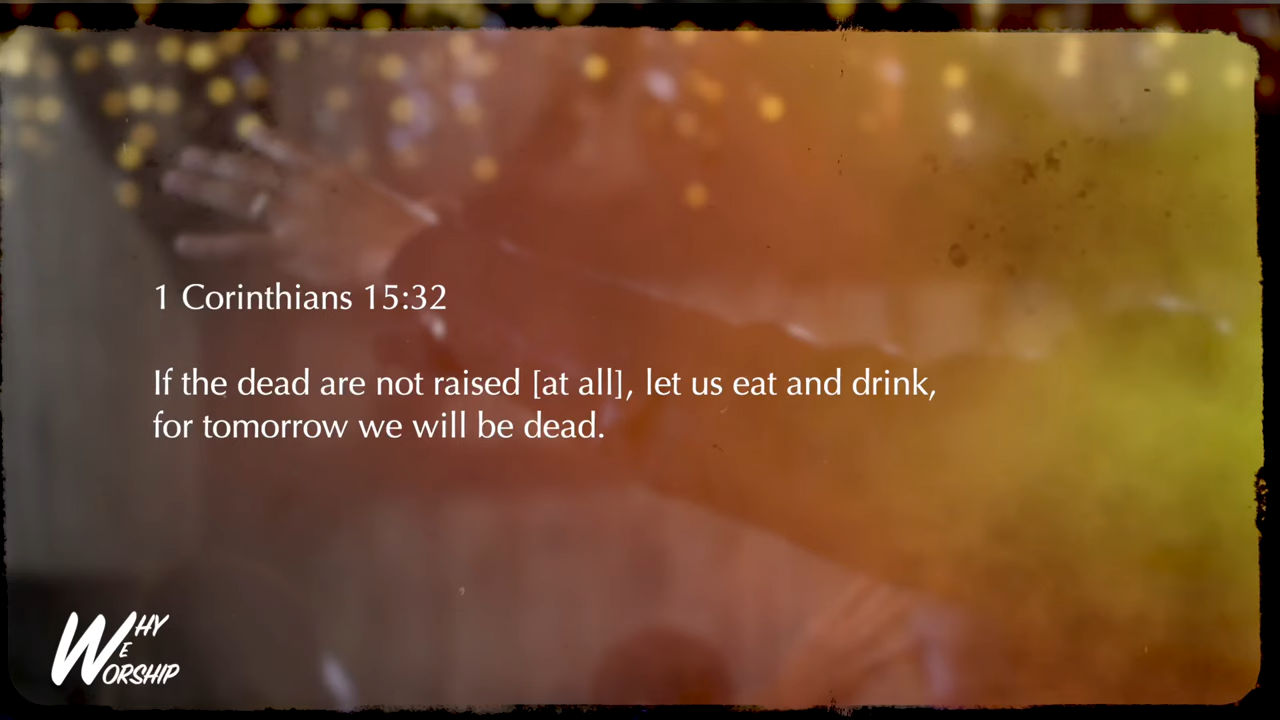 1 Corinthians 15:32
If the dead are not raised [at all], let us eat and drink,
for tomorrow we will be dead.
WHY
WE
WORSHIP